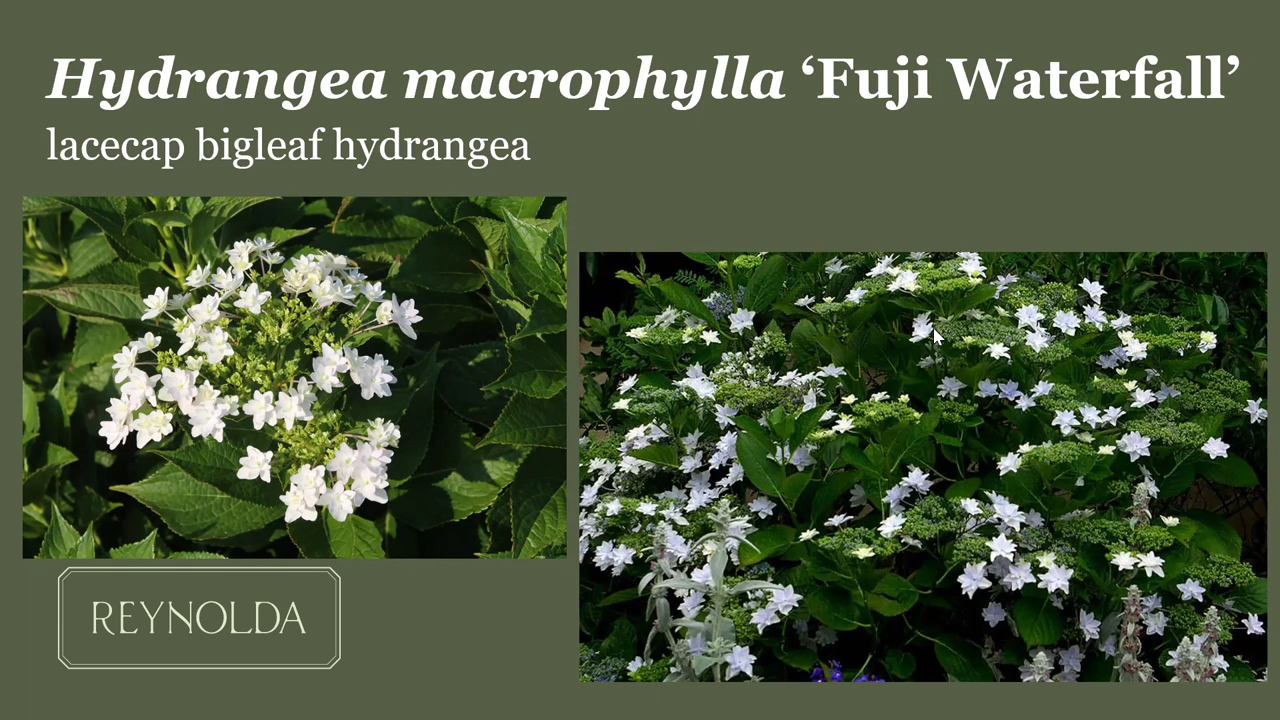 Hydrangea macrophylla ‘Fuji Waterfall’
lacecap bigleaf hydrangea
REYNOLDA